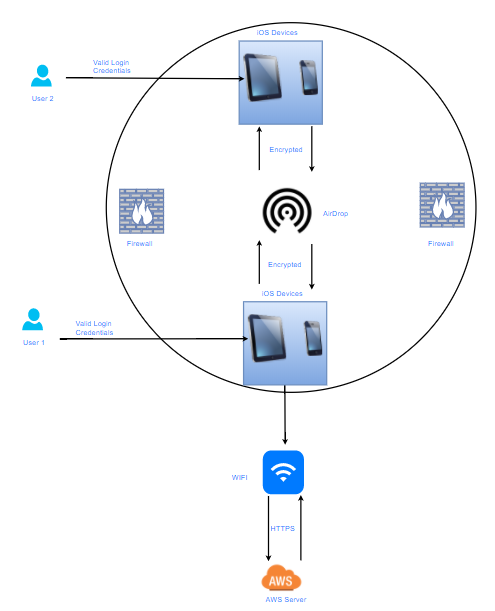 iOS Devices
Valid Login
Credentials
User 2
Encrypted
AirDrop
Firewall
Firewall
Encrypted
iOS Devices
Valid Login
Credentials
User 1
WIFI
HTTPS
AWS
AWS Server